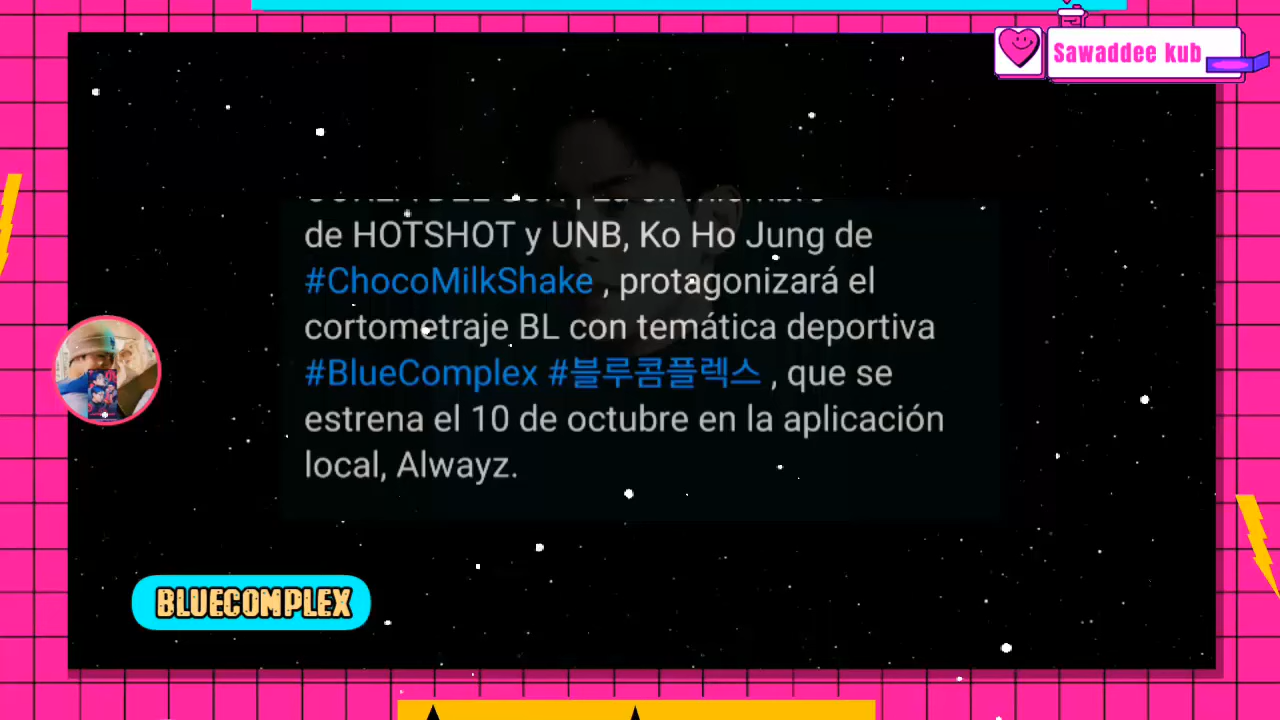 Sawaddee kub
de HOTSHOT y UNB, Ko Ho Jung de
#ChocoMilkShake , protagonizará el
cortometraje BL con temática deportiva
#BlueComplex #블루콤플렉스 , que se
estrena el 10 de octubre en la aplicación
local, Alwayz.
BLUECOMPLEX